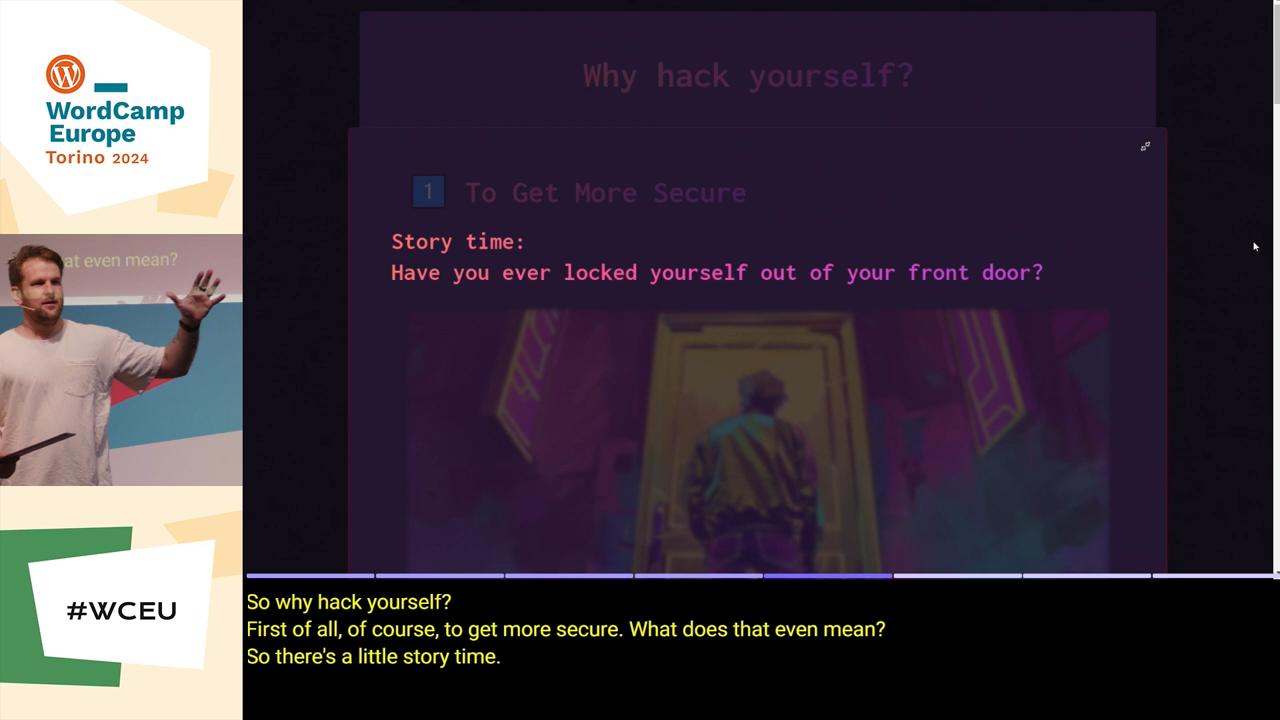 WordCamp
Europe
Torino 2024
at even mean?
#WCEU
Why hack yourself?
1 To Get More Secure
Story time:
Have you ever locked yourself out of your front door?
So why hack yourself?
First of all, of course, to get more secure. What does that even mean?
So there's a little story time.